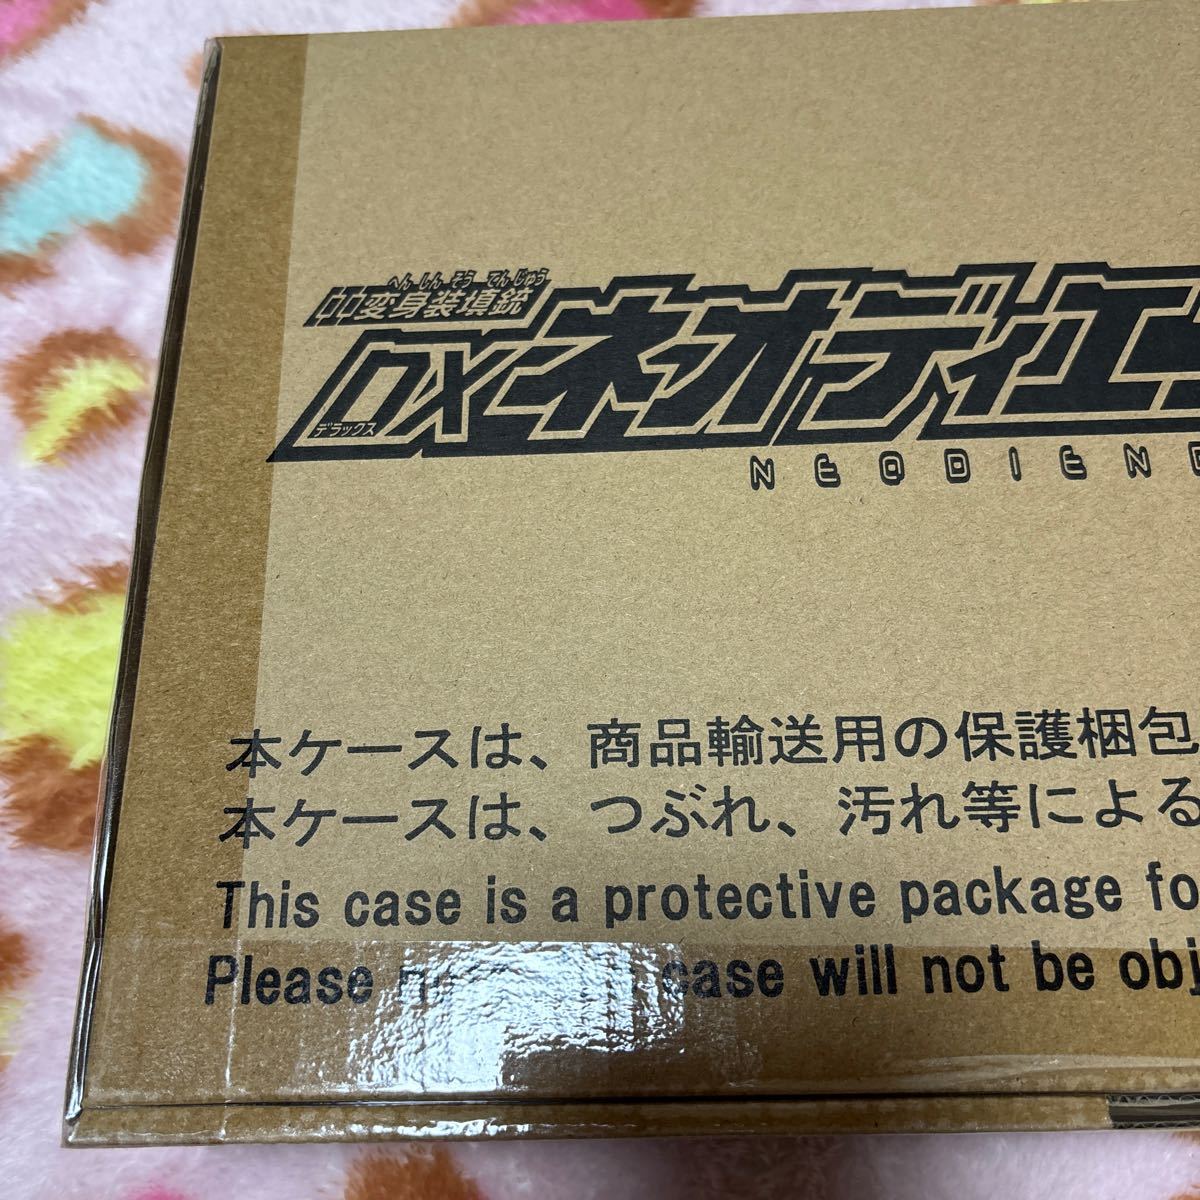 へんしんそうてんじゅう
変身装填銃
DXネオディエ
デラックス
NEODIEN
本ケースは、商品輸送用の保護梱包
本ケースは、つぶれ、汚れ等による
This case is a protective package fo
Please case will not be obj